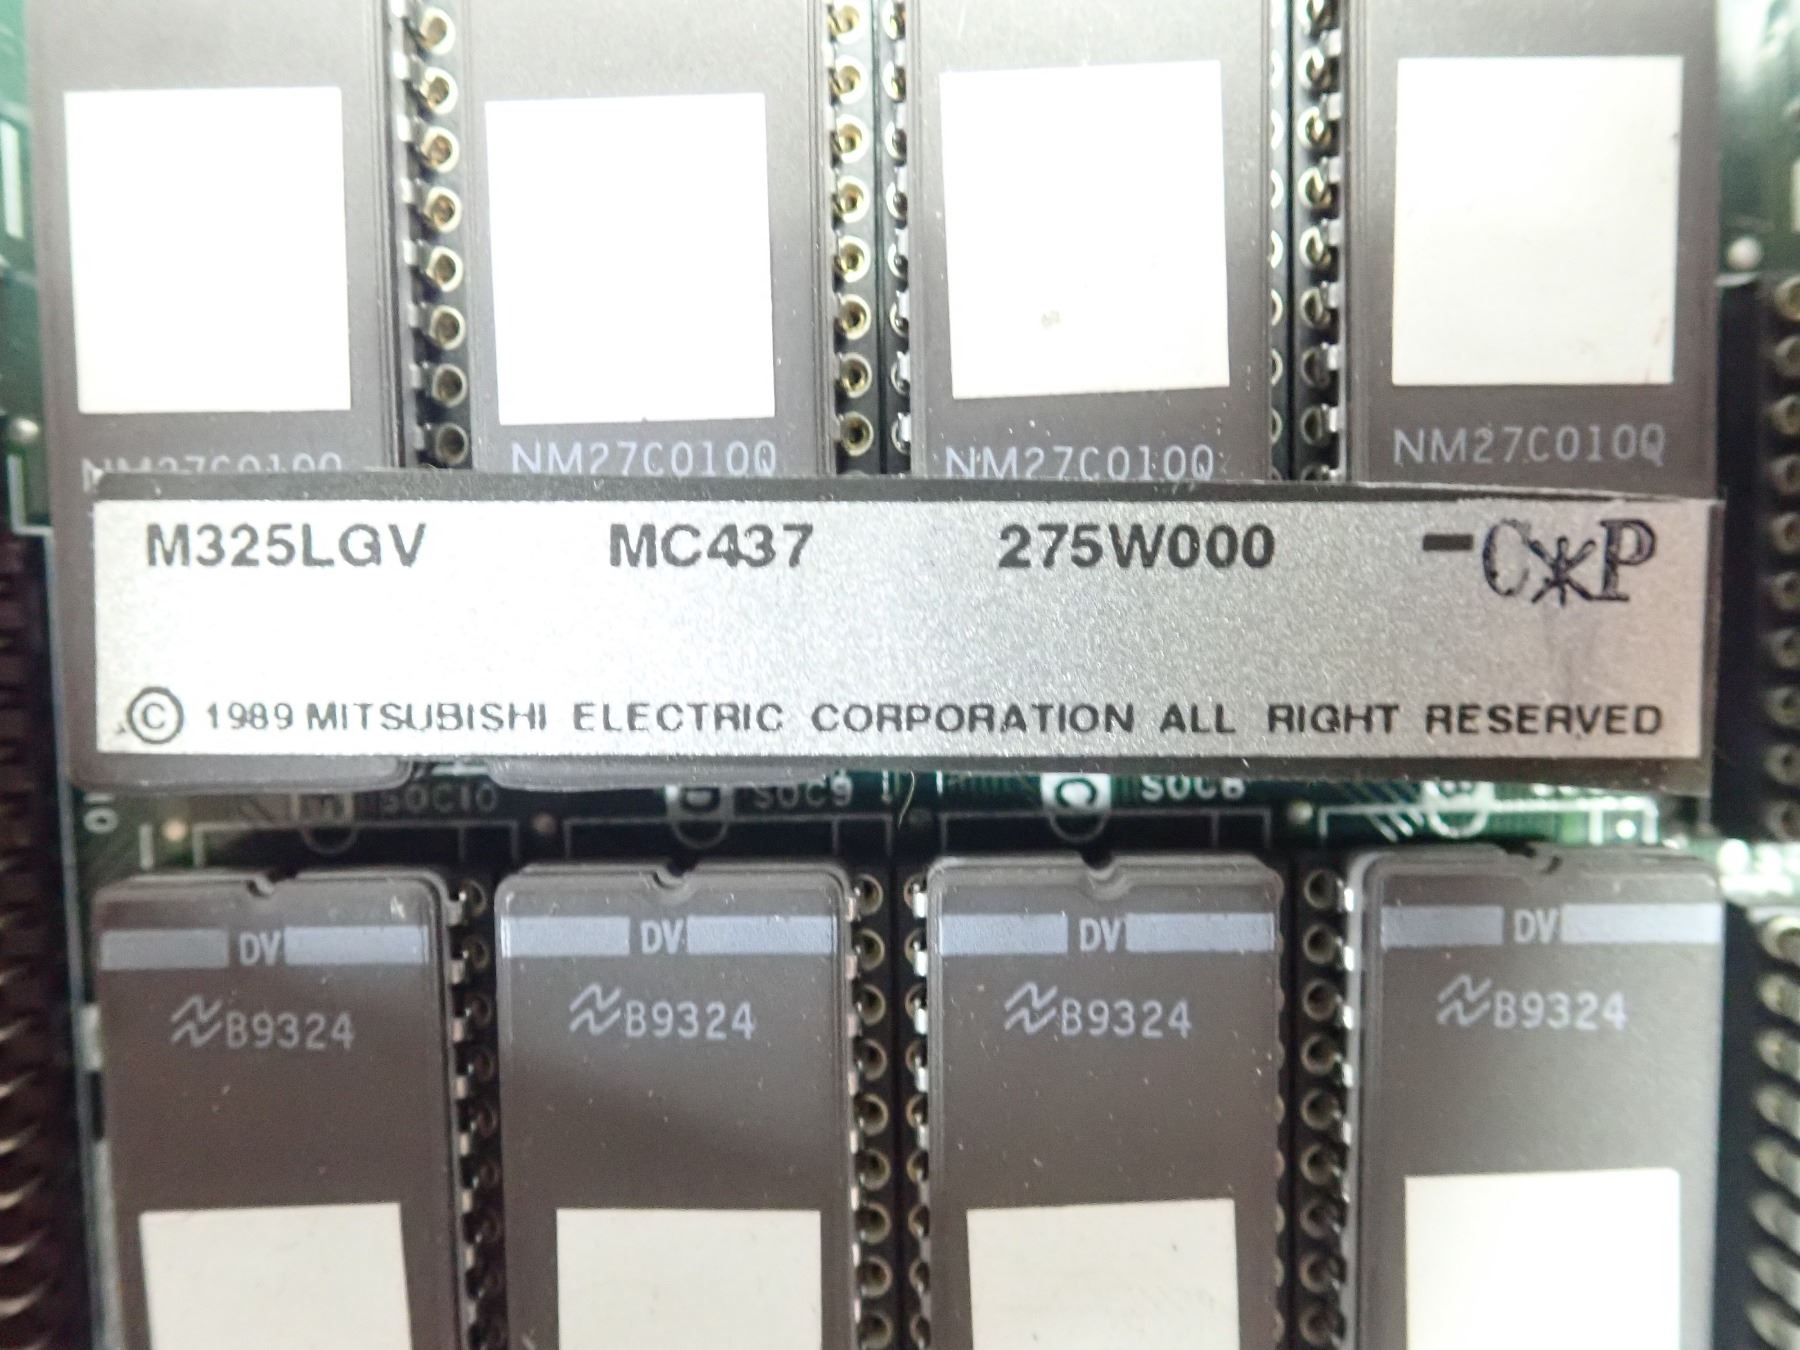 NM27C010Q NM27C010Q NM27C010Q NM27C010Q
M325LGV MC437 275W000 -C*P
© 1989 MITSUBISHI ELECTRIC CORPORATION ALL RIGHT RESERVED
SOC10 D SOC9 C SOC8
DV DV DV DV
B9324 B9324 B9324 B9324